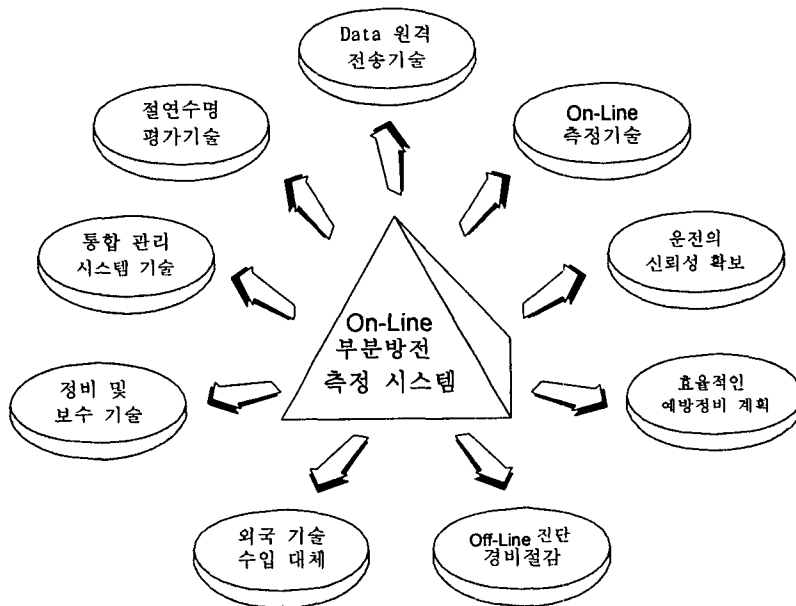 Data 원격
전송기술
절연수명
평가기술
On-Line
측정기술
통합 관리
시스템 기술
운전의
신뢰성 확보
On-Line
부분방전
측정 시스템
정비 및
보수 기술
효율적인
예방정비 계획
외국 기술
수입 대체
Off-Line 진단
경비절감